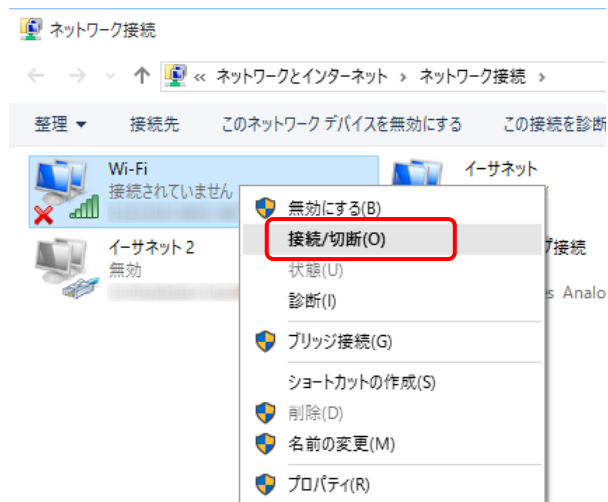 ネットワーク接続
« ネットワークとインターネット › ネットワーク接続 ›
整理 接続先 このネットワーク デバイスを無効にする この接続を診断
Wi-Fi
接続されていません
イーサネット
イーサネット 2
無効
接続
s Analo
無効にする(B)
接続/切断(O)
状態(U)
診断(I)
ブリッジ接続(G)
ショートカットの作成(S)
削除(D)
名前の変更(M)
プロパティ(R)